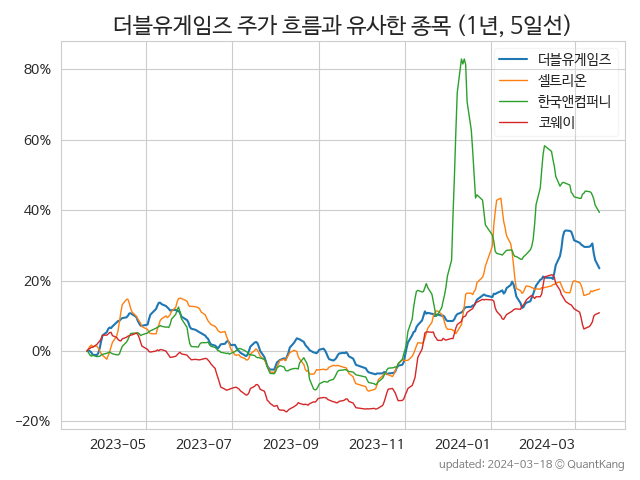 더블유게임즈 주가 흐름과 유사한 종목 (1년, 5일선)
더블유게임즈
셀트리온
한국앤컴퍼니
코웨이
80%
60%
40%
20%
0%
−20%
2023-05 2023-07 2023-09 2023-11 2024-01 2024-03
updated: 2024-03-18 © QuantKang